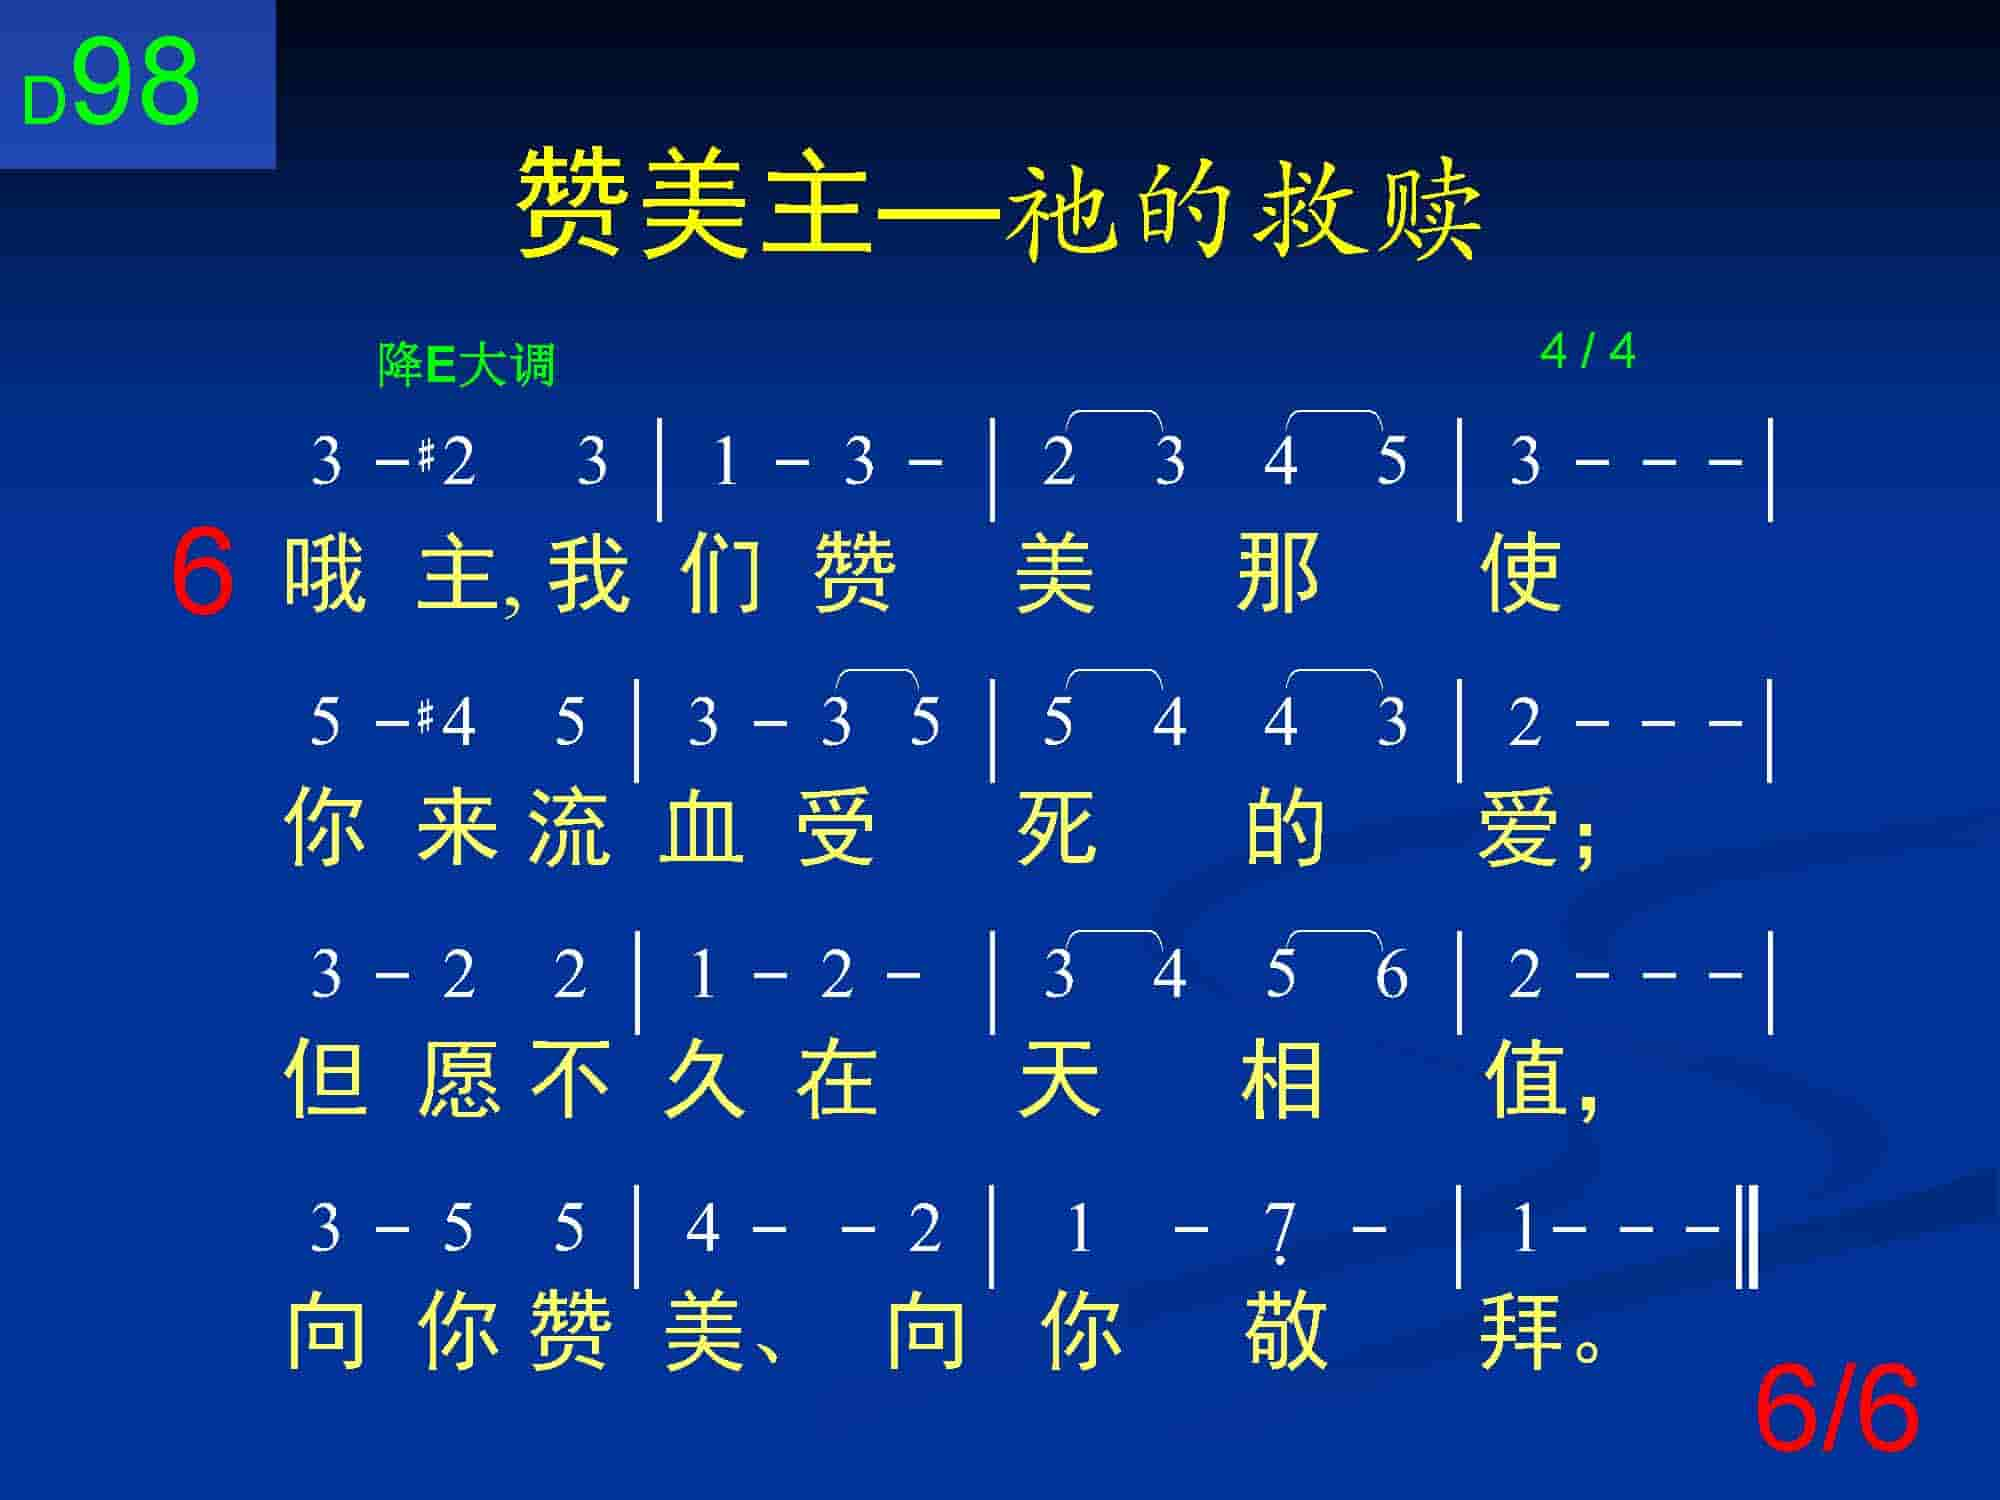 D98
赞美主—祂的救赎
降E大调 4 / 4
3 – #2 3 | 1 – 3 – | 2 3 4 5 | 3 – – – |
6 哦 主, 我 们 赞 美 那 使
5 – #4 5 | 3 – 3 5 | 5 4 4 3 | 2 – – – |
你 来 流 血 受 死 的 爱;
3 – 2 2 | 1 – 2 – | 3 4 5 6 | 2 – – – |
但 愿 不 久 在 天 相 值,
3 – 5 5 | 4 – – 2 | 1 – 7̣ – | 1 – – – ‖
向 你 赞 美、 向 你 敬 拜。
6/6